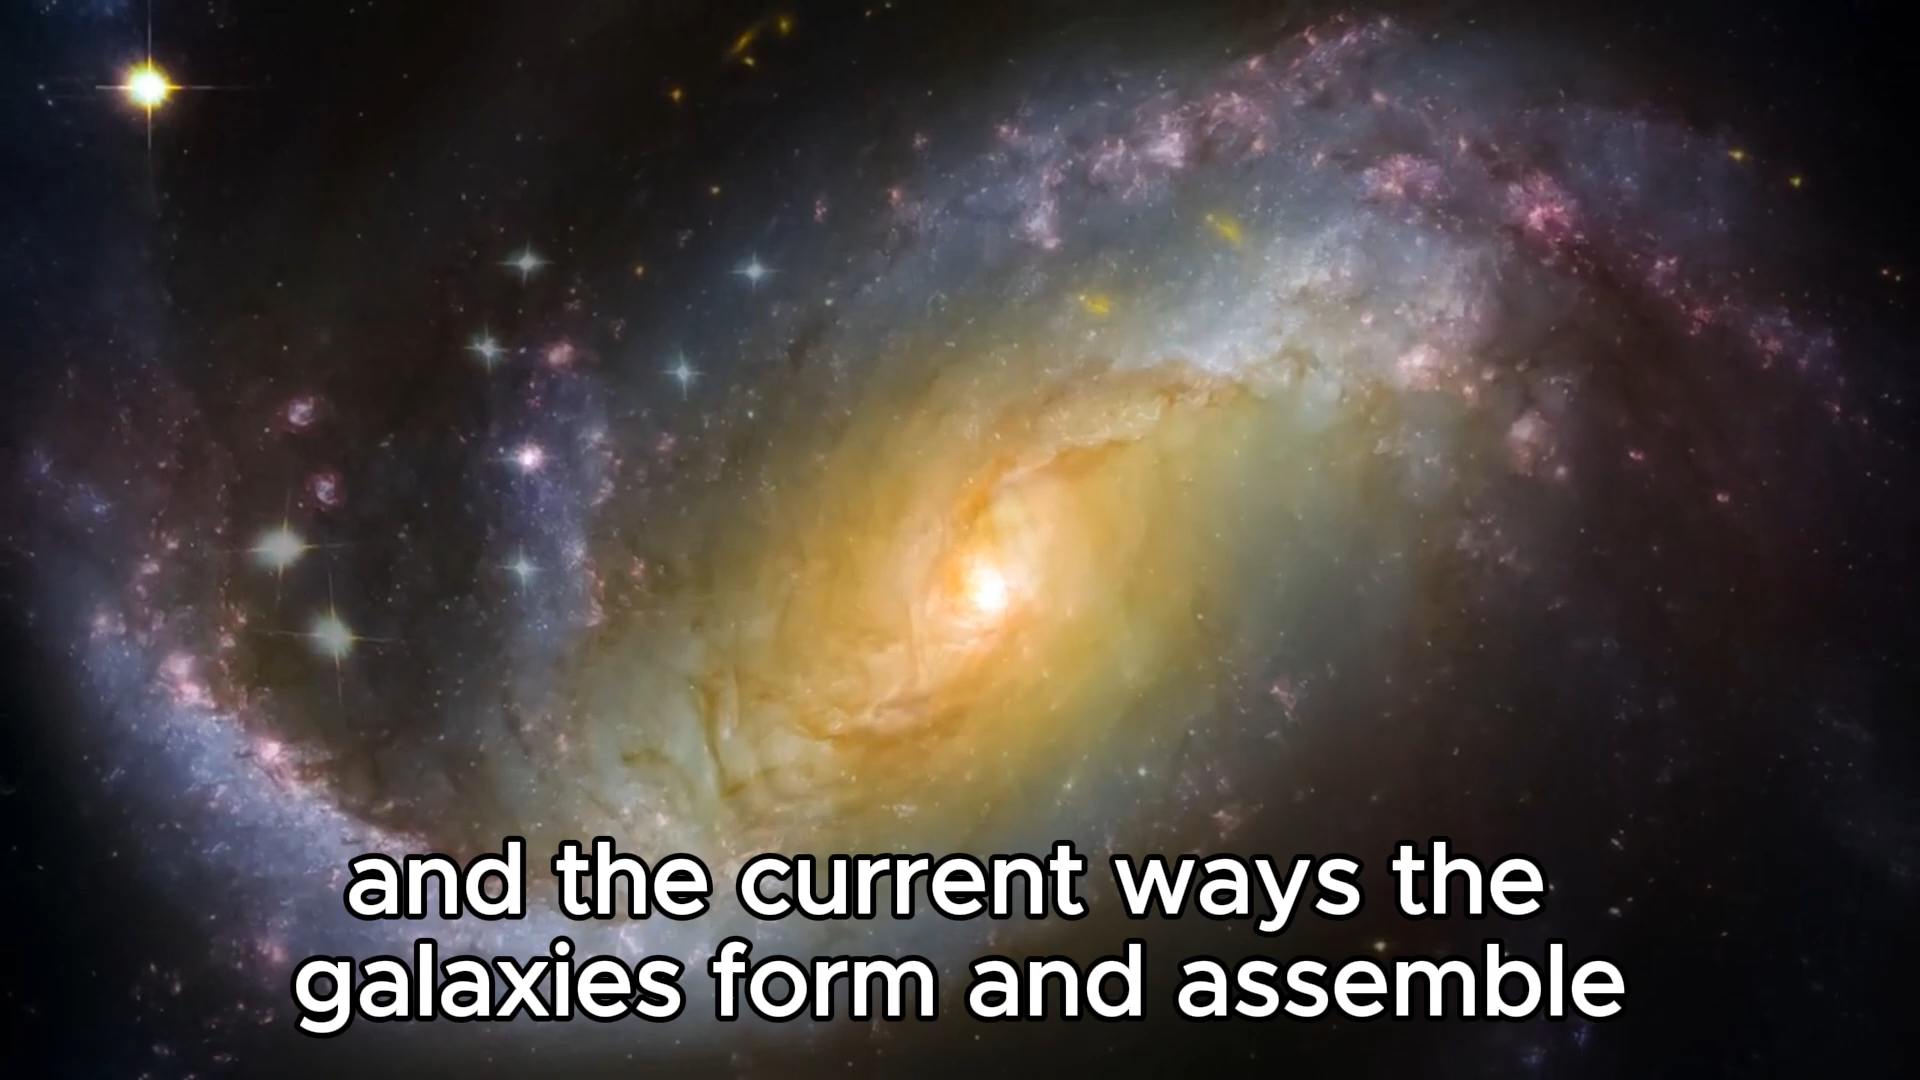 and the current ways the
galaxies form and assemble